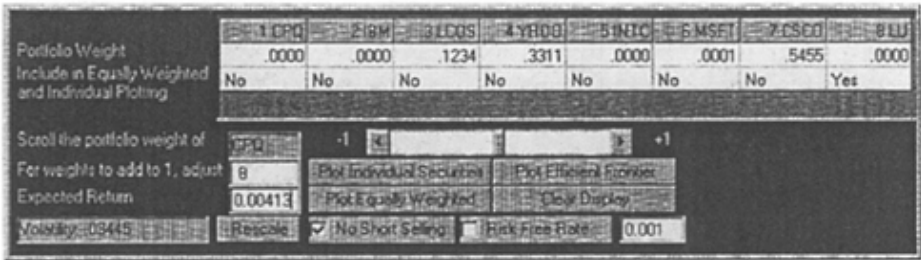 1 CPQ 2 IBM 3 LCOS 4 YHOO 5 INTC 6 MSFT 7 CSCO 8 LU
Portfolio Weight .0000 .0000 .1234 .3311 .0000 .0001 .5455 .0000
Include in Equally Weighted
and Individual Plotting No No No No No No No Yes
Scroll the portfolio weight of CPQ -1 +1
For weights to add to 1, adjust 8 Plot Individual Securities Plot Efficient Frontier
Expected Return 0.00413 Plot Equally Weighted Clear Display
Volatility: .03445 Rescale No Short Selling Risk Free Rate 0.001